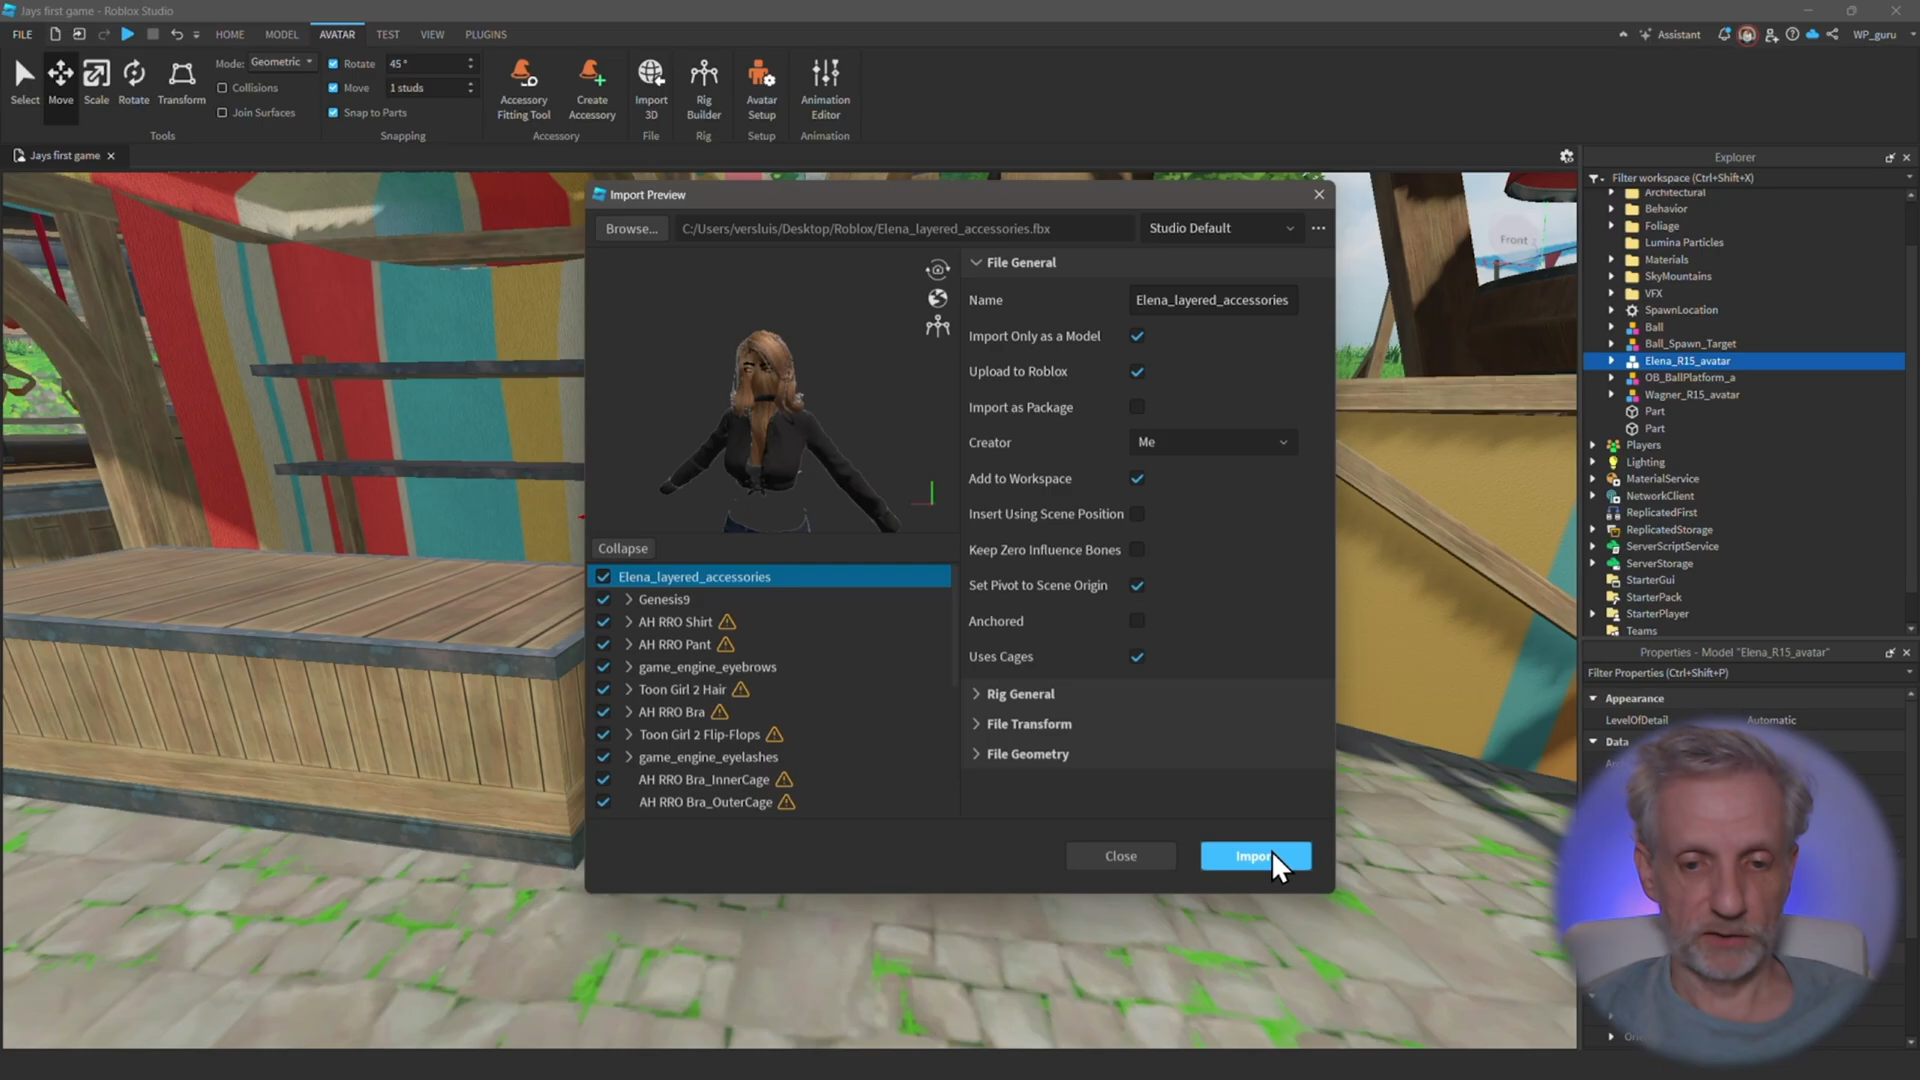 Jays first game - Roblox Studio
FILE HOME MODEL AVATAR TEST VIEW PLUGINS Assistant WP_guru
Select Move Scale Rotate Transform
Mode: Geometric
Collisions
Join Surfaces
Tools
Rotate 45°
Move 1 studs
Snap to Parts
Snapping
Accessory Fitting Tool
Create Accessory
Accessory
Import 3D
File
Rig Builder
Rig
Avatar Setup
Setup
Animation Editor
Animation
Jays first game
Import Preview
Browse... C:/Users/versluis/Desktop/Roblox/Elena_layered_accessories.fbx Studio Default
Collapse
Elena_layered_accessories
Genesis9
AH RRO Shirt
AH RRO Pant
game_engine_eyebrows
Toon Girl 2 Hair
AH RRO Bra
Toon Girl 2 Flip-Flops
game_engine_eyelashes
AH RRO Bra_InnerCage
AH RRO Bra_OuterCage
File General
Name Elena_layered_accessories
Import Only as a Model
Upload to Roblox
Import as Package
Creator Me
Add to Workspace
Insert Using Scene Position
Keep Zero Influence Bones
Set Pivot to Scene Origin
Anchored
Uses Cages
Rig General
File Transform
File Geometry
Close
Front
Explorer
Filter workspace (Ctrl+Shift+X)
Architectural
Behavior
Foliage
Lumina Particles
Materials
SkyMountains
VFX
SpawnLocation
Ball
Ball_Spawn_Target
Elena_R15_avatar
OB_BallPlatform_a
Wagner_R15_avatar
Part
Part
Players
Lighting
MaterialService
NetworkClient
ReplicatedFirst
ReplicatedStorage
ServerScriptService
ServerStorage
StarterGui
StarterPack
StarterPlayer
Teams
Properties - Model "Elena_R15_avatar"
Filter Properties (Ctrl+Shift+P)
Appearance
LevelOfDetail Automatic
Data